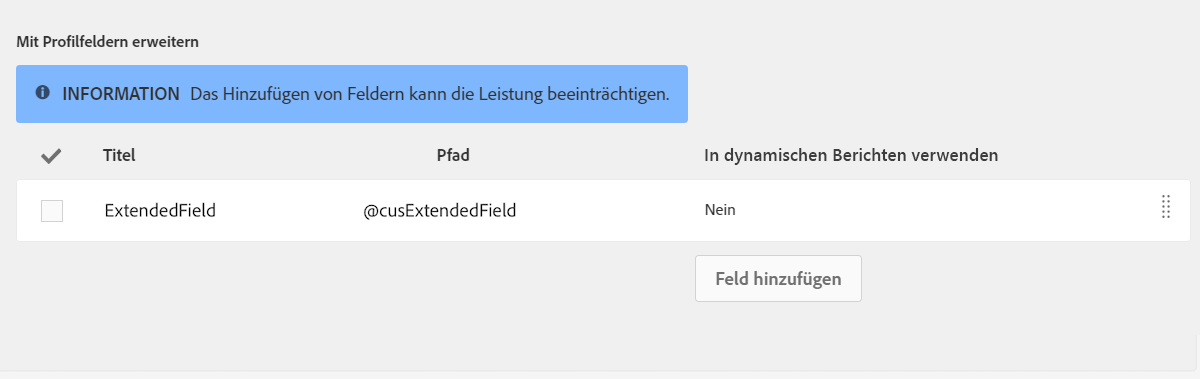 Mit Profilfeldern erweitern
INFORMATION Das Hinzufügen von Feldern kann die Leistung beeinträchtigen.
Titel Pfad In dynamischen Berichten verwenden
ExtendedField @cusExtendedField Nein
Feld hinzufügen